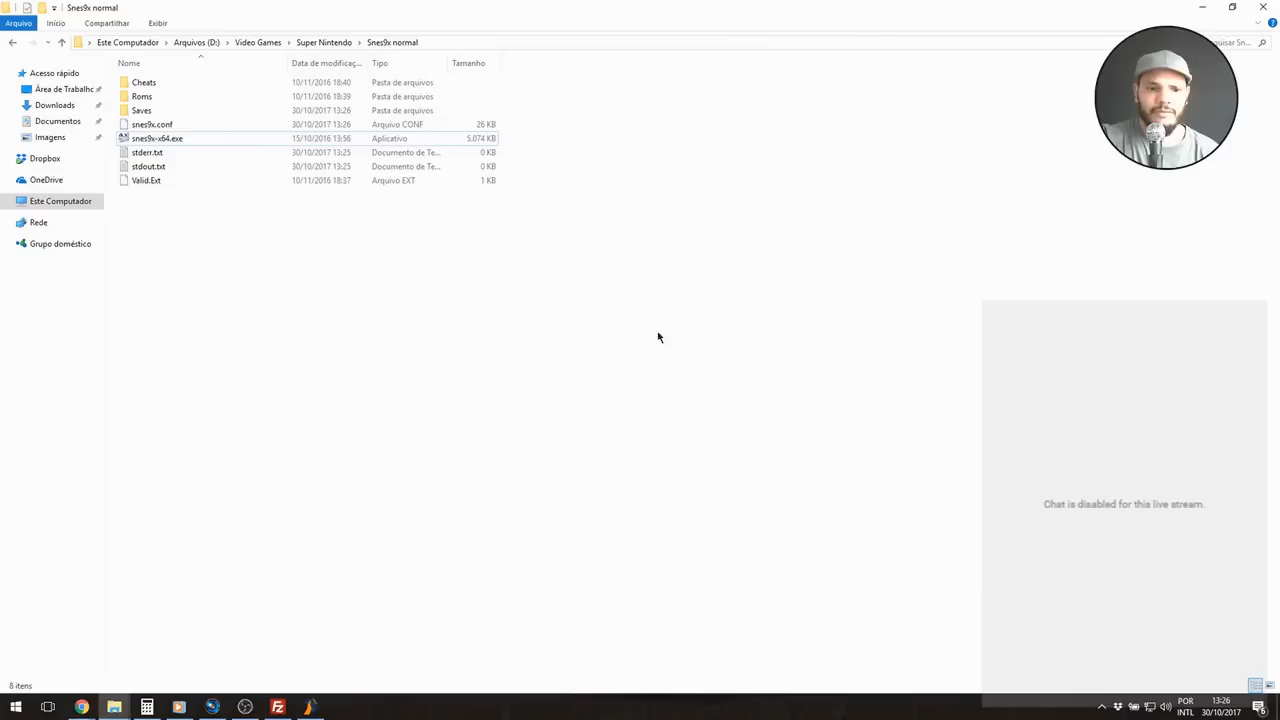 Snes9x normal
Arquivo Início Compartilhar Exibir
Este Computador Arquivos (D:) Video Games Super Nintendo Snes9x normal
Sn...
Nome Data de modificaç... Tipo Tamanho
Acesso rápido
Área de Trabalhc
Downloads
Documentos
Imagens
Dropbox
OneDrive
Este Computador
Rede
Grupo doméstico
Cheats 10/11/2016 18:40 Pasta de arquivos
Roms 10/11/2016 18:39 Pasta de arquivos
Saves 30/10/2017 13:26 Pasta de arquivos
snes9x.conf 30/10/2017 13:26 Arquivo CONF 26 KB
snes9x-x64.exe 15/10/2016 13:56 Aplicativo 5.074 KB
stderr.txt 30/10/2017 13:25 Documento de Te... 0 KB
stdout.txt 30/10/2017 13:25 Documento de Te... 0 KB
Valid.Ext 10/11/2016 18:37 Arquivo EXT 1 KB
Chat is disabled for this live stream.
8 itens
POR 13:26
INTL 30/10/2017